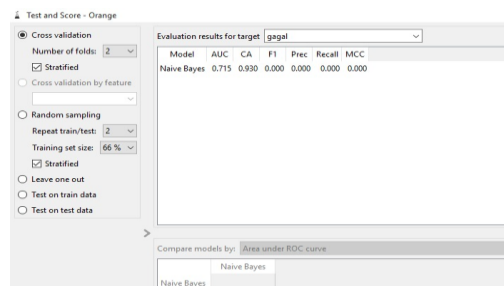 Test and Score - Orange
Cross validation
Number of folds: 2
Stratified
Cross validation by feature
Random sampling
Repeat train/test: 2
Training set size: 66 %
Stratified
Leave one out
Test on train data
Test on test data
Evaluation results for target gagal
Model AUC CA F1 Prec Recall MCC
Naive Bayes 0.715 0.930 0.000 0.000 0.000 0.000
>
Compare models by: Area under ROC curve
Naive Bayes
Naive Bayes